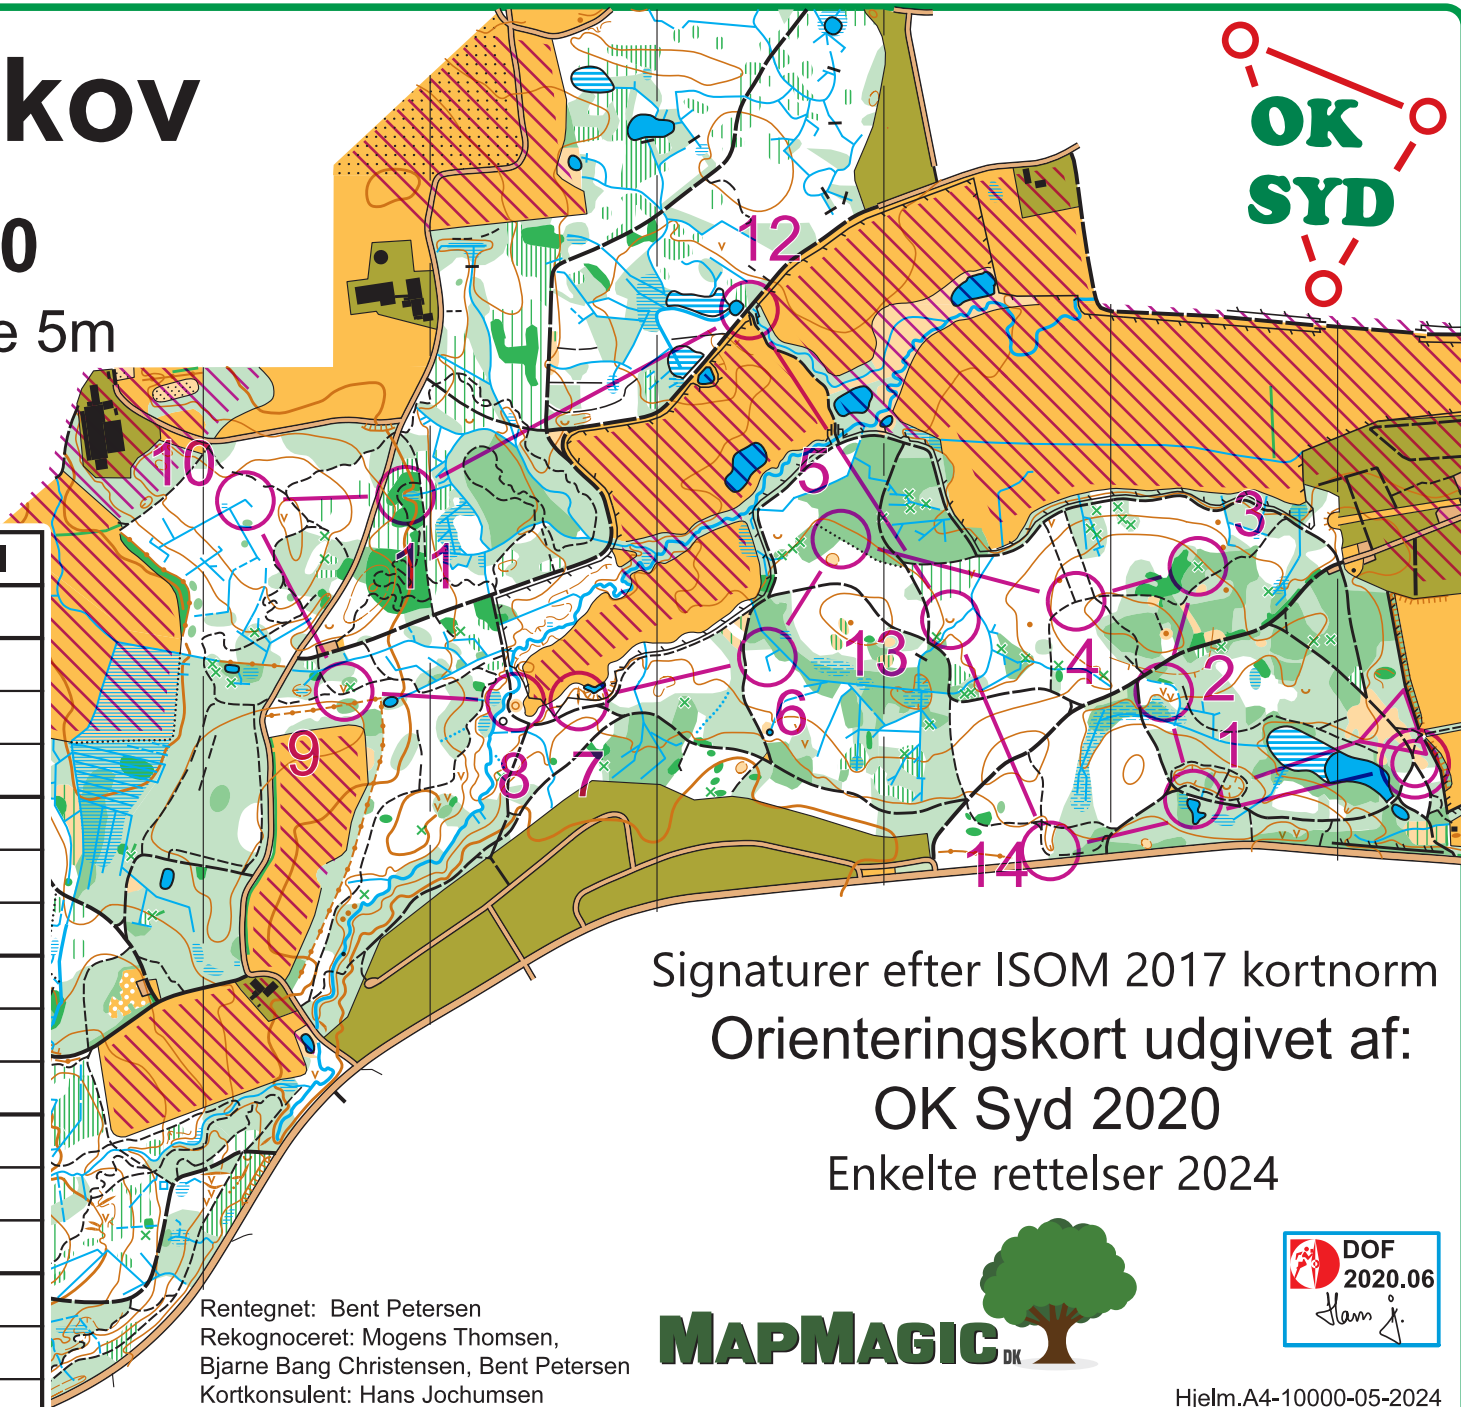 kov
0
e 5m
OK
SYD
12
10
5
3
11
13
4
2
6
1
9
8
7
14
Signaturer efter ISOM 2017 kortnorm
Orienteringskort udgivet af:
OK Syd 2020
Enkelte rettelser 2024
DOF
2020.06
Hans J.
MAPMAGIC DK
Rentegnet: Bent Petersen
Rekognoceret: Mogens Thomsen,
Bjarne Bang Christensen, Bent Petersen
Kortkonsulent: Hans Jochumsen
Hjelm.A4-10000-05-2024